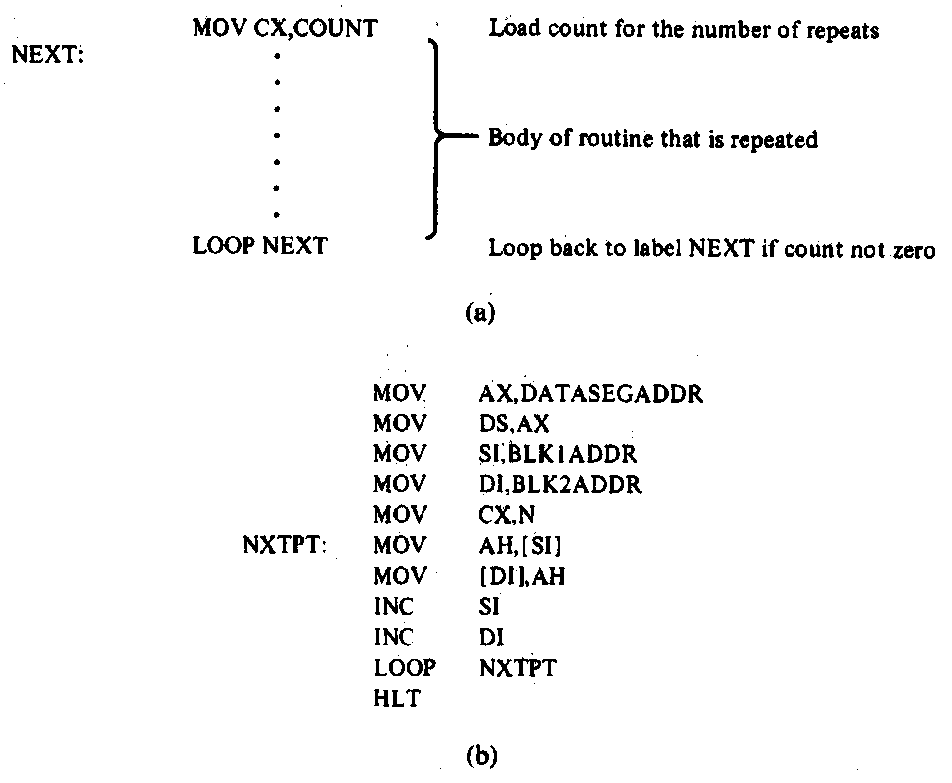 MOV CX,COUNT Load count for the number of repeats
NEXT:
Body of routine that is repeated
LOOP NEXT Loop back to label NEXT if count not zero
(a)
MOV AX,DATASEGADDR
MOV DS,AX
MOV SI,BLK1ADDR
MOV DI,BLK2ADDR
MOV CX,N
NXTPT: MOV AH,[SI]
MOV [DI],AH
INC SI
INC DI
LOOP NXTPT
HLT
(b)